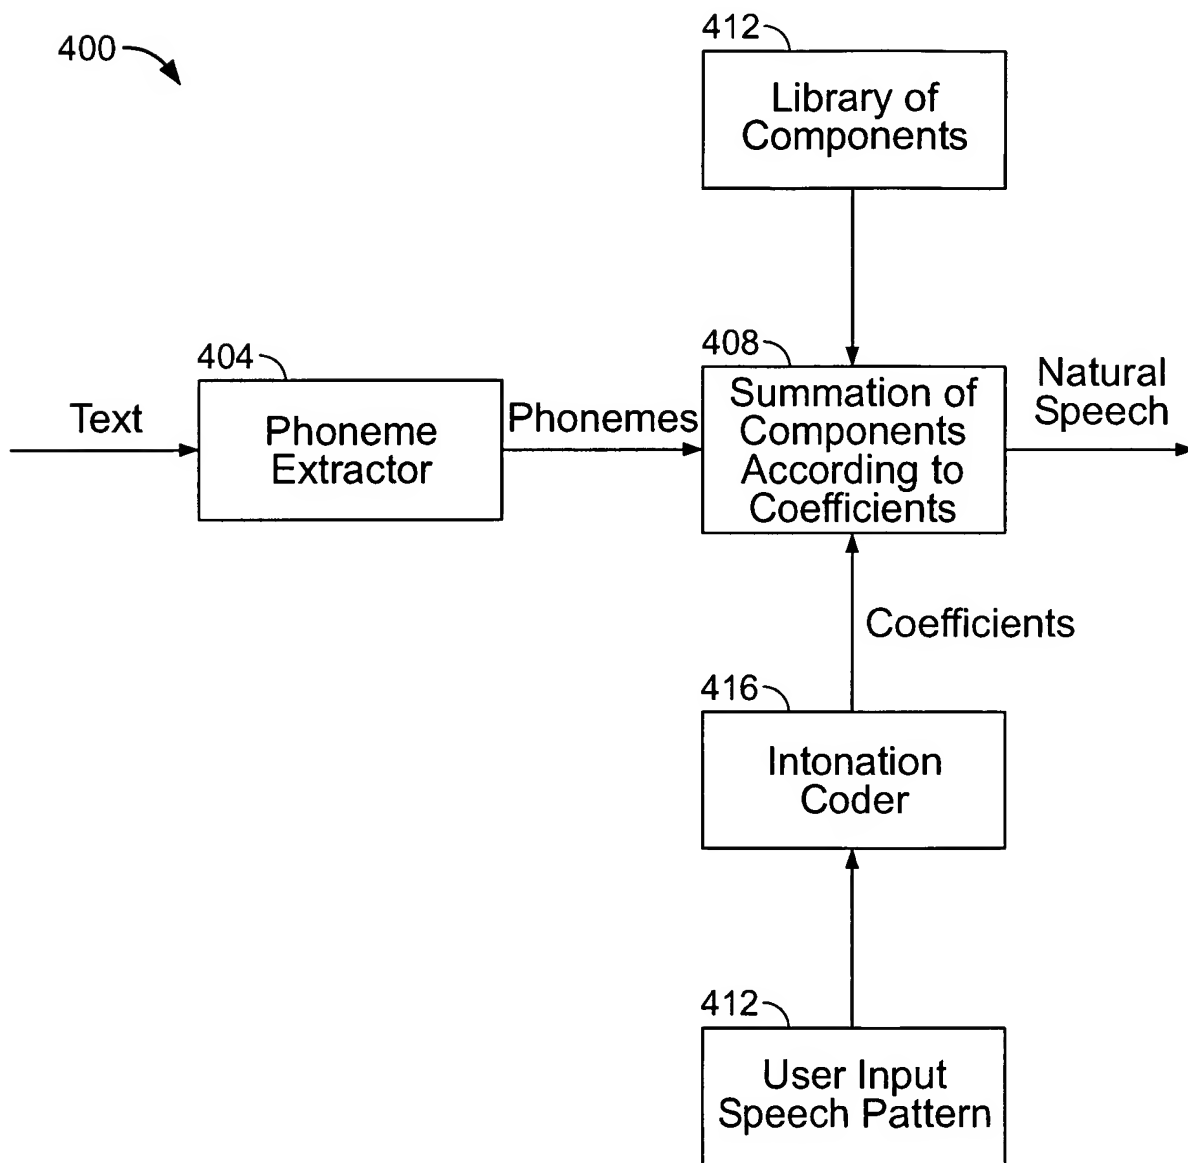 400
412
Library of
Components
404
408
Text
Phoneme
Extractor
Phonemes
Summation of
Components
According to
Coefficients
Natural
Speech
Coefficients
416
Intonation
Coder
412
User Input
Speech Pattern